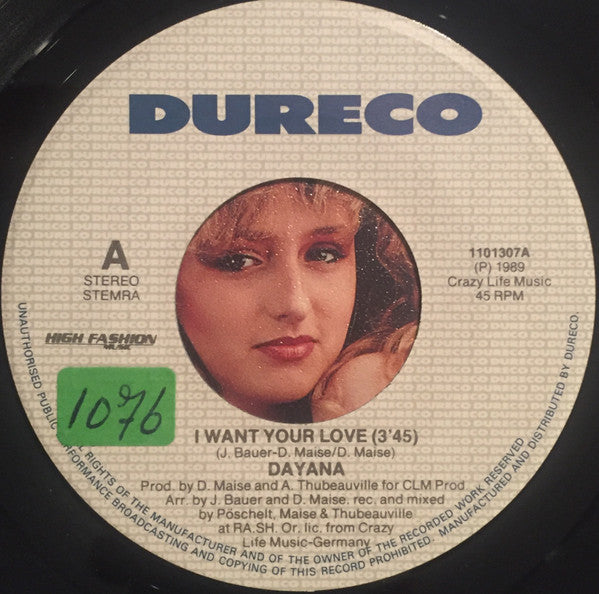 DURECO
A
STEREO
STEMRA
HIGH FASHION
MUSIC
1101307A
(P) 1989
Crazy Life Music
45 RPM
1076
I WANT YOUR LOVE (3'45)
(J. Bauer-D. Maise/D. Maise)
DAYANA
Prod. by D. Maise and A. Thubeauville for CLM Prod
Arr. by J. Bauer and D. Maise. rec. and mixed
by Pöschelt, Maise & Thubeauville
at RA.SH. Or. lic. from Crazy
Life Music-Germany
ALL RIGHTS OF THE MANUFACTURER AND OF THE OWNER OF THE RECORDED WORK RESERVED
UNAUTHORISED PUBLIC PERFORMANCE BROADCASTING AND COPYING OF THIS RECORD PROHIBITED. MANUFACTURED AND DISTRIBUTED BY DURECO